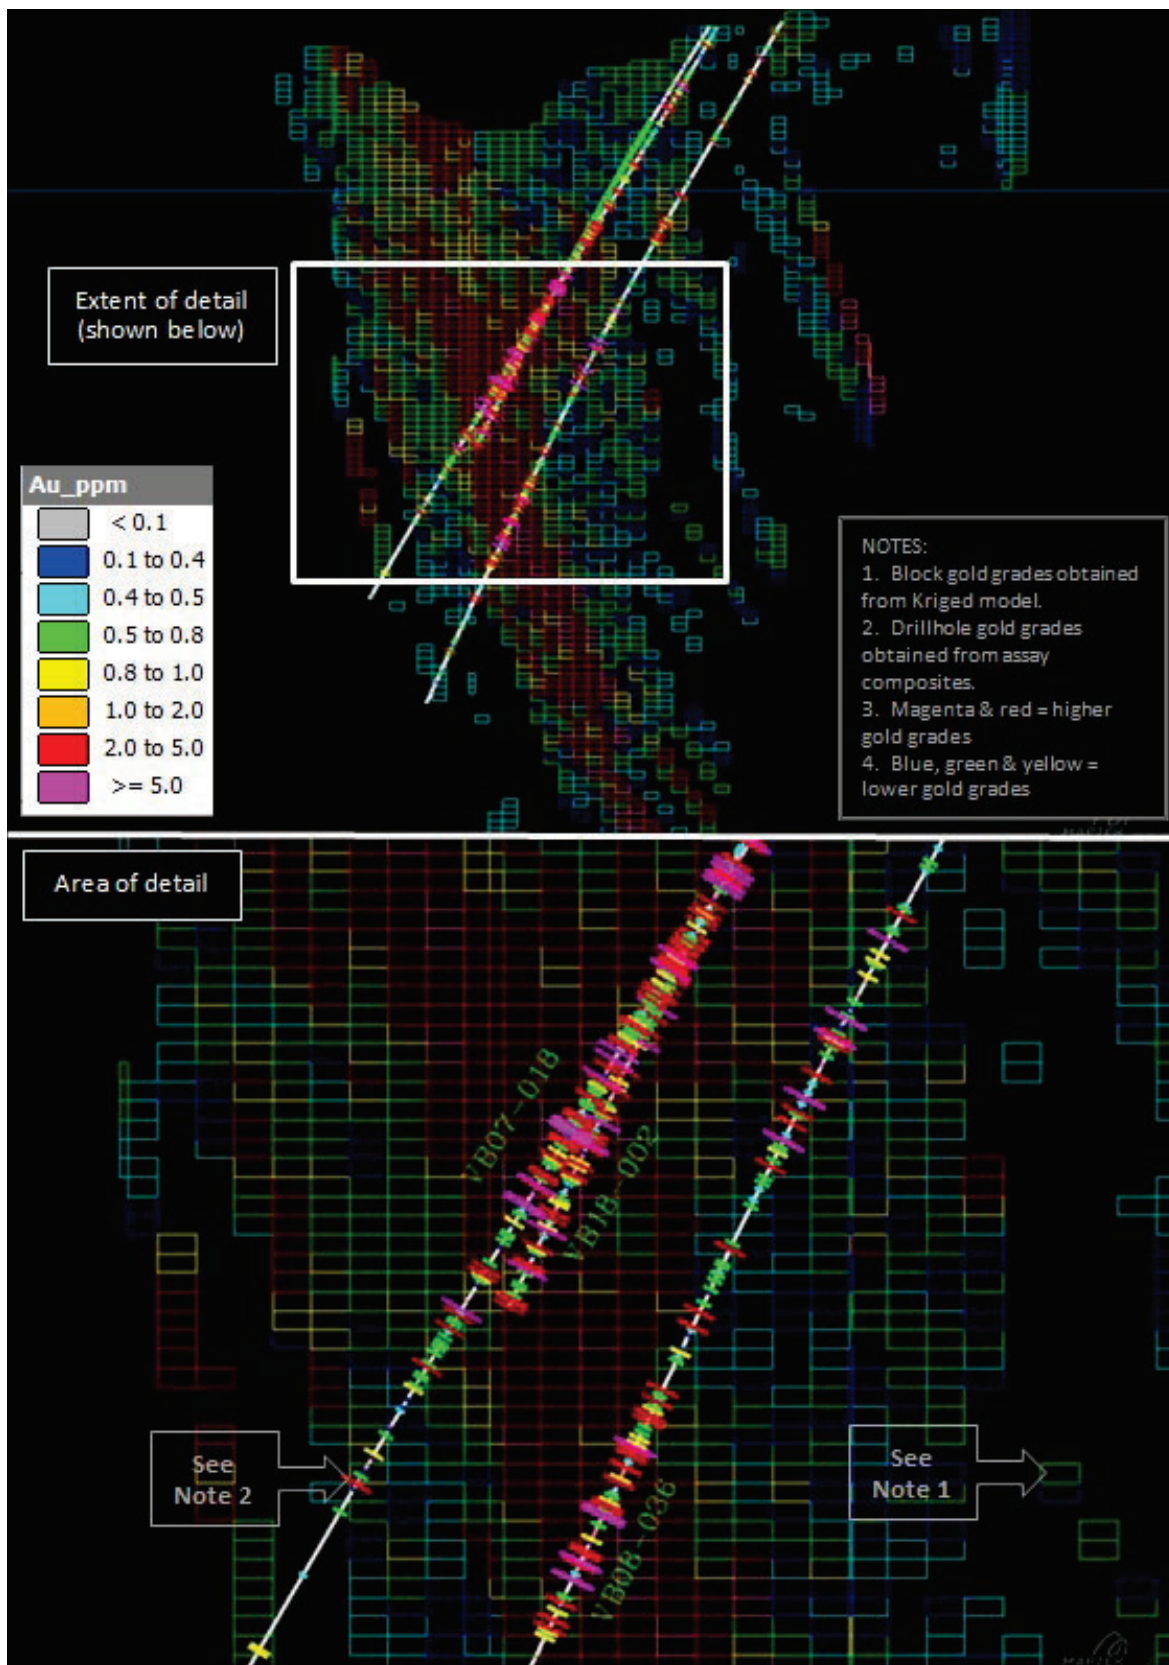 Extent of detail
(shown below)
Au_ppm
< 0.1
0.1 to 0.4
0.4 to 0.5
0.5 to 0.8
0.8 to 1.0
1.0 to 2.0
2.0 to 5.0
>= 5.0
NOTES:
1. Block gold grades obtained
from Kriged model.
2. Drillhole gold grades
obtained from assay
composites.
3. Magenta & red = higher
gold grades
4. Blue, green & yellow =
lower gold grades
Area of detail
VB07-018
VB18-002
See
Note 2
See
Note 1
VB08-036